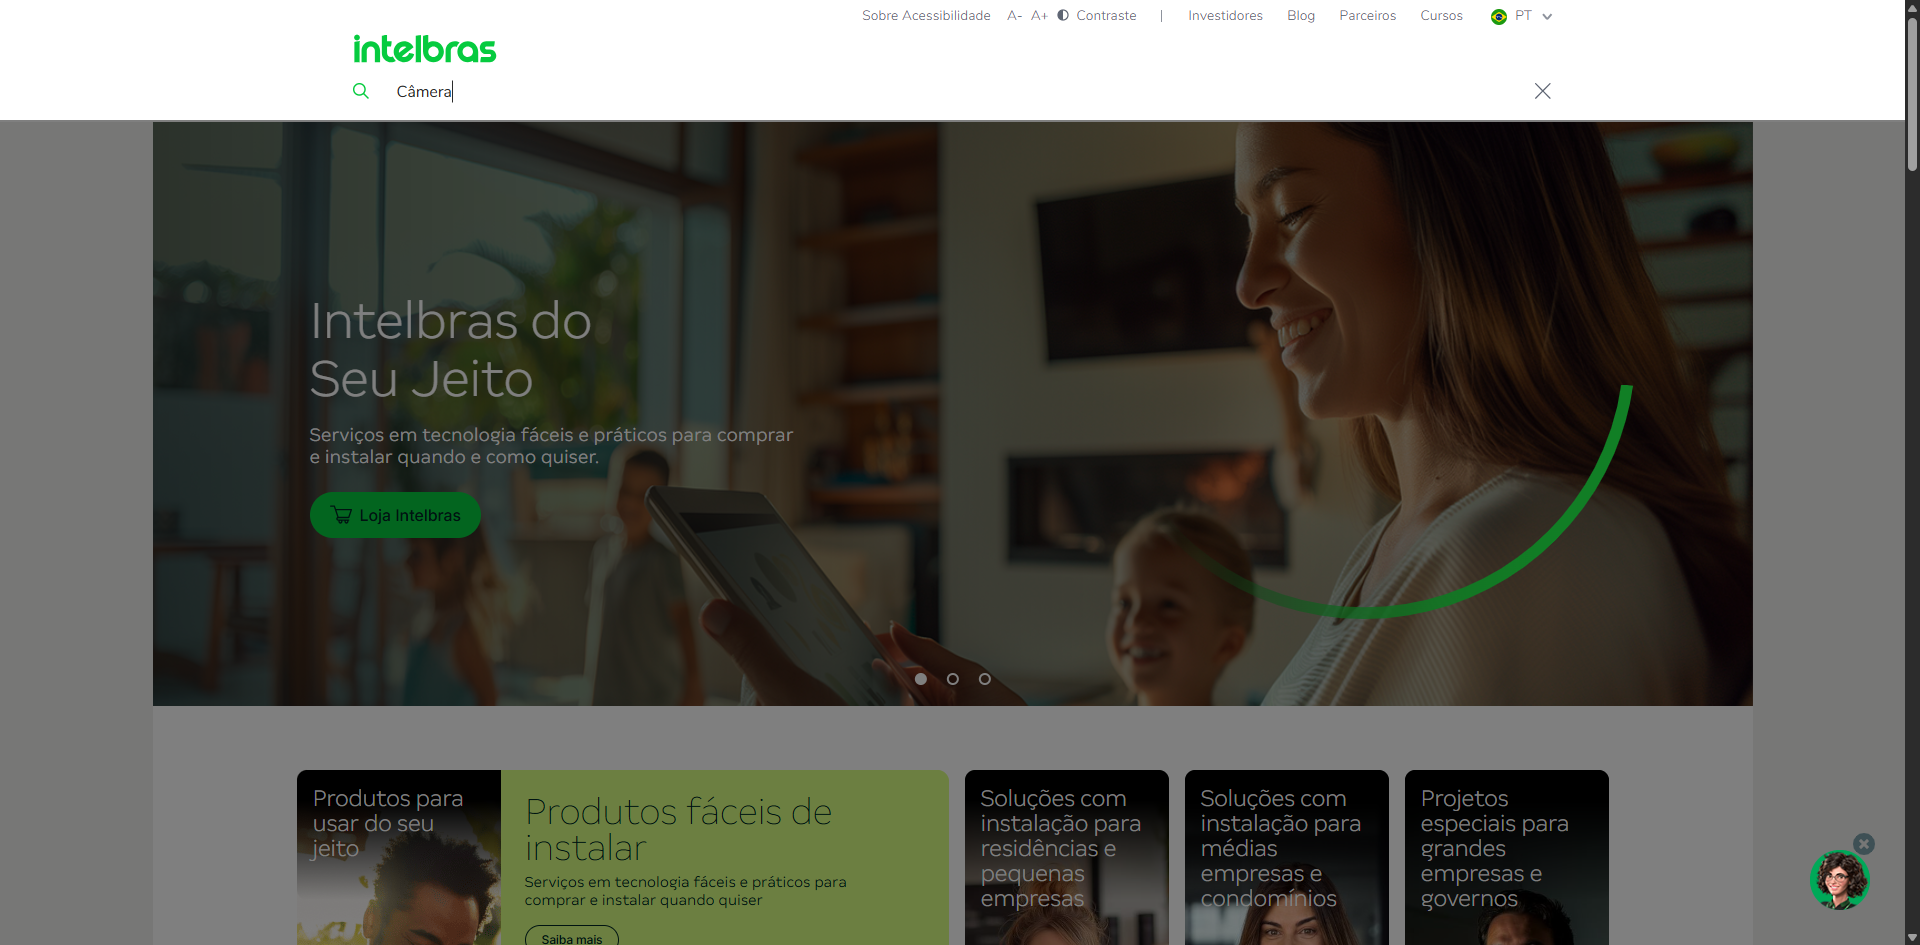 Sobre Acessibilidade A- A+ Contraste | Investidores Blog Parceiros Cursos PT
intelbras
Câmera
Intelbras do
Seu Jeito
Serviços em tecnologia fáceis e práticos para comprar
e instalar quando e como quiser.
Loja Intelbras
Produtos para
usar do seu
jeito
Produtos fáceis de
instalar
Serviços em tecnologia fáceis e práticos para
comprar e instalar quando quiser
Saiba mais
Soluções com
instalação para
residências e
pequenas
empresas
Soluções com
instalação para
médias
empresas e
condomínios
Projetos
especiais para
grandes
empresas e
governos